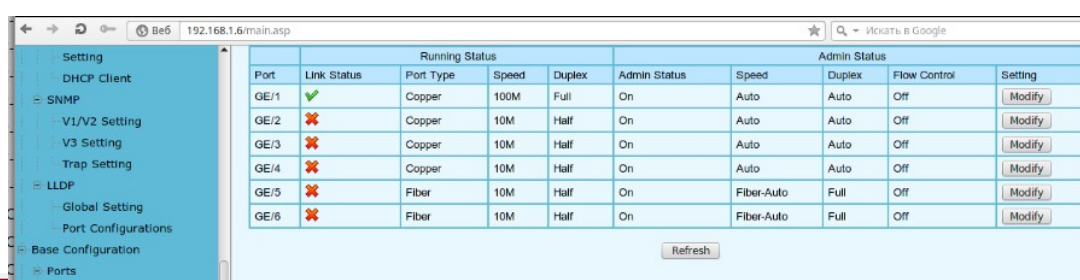 Веб 192.168.1.6/main.asp Искать в Google
Setting
DHCP Client
SNMP
V1/V2 Setting
V3 Setting
Trap Setting
LLDP
Global Setting
Port Configurations
Base Configuration
Ports
Running Status Admin Status
Port Link Status Port Type Speed Duplex Admin Status Speed Duplex Flow Control Setting
GE/1 Copper 100M Full On Auto Auto Off Modify
GE/2 Copper 10M Half On Auto Auto Off Modify
GE/3 Copper 10M Half On Auto Auto Off Modify
GE/4 Copper 10M Half On Auto Auto Off Modify
GE/5 Fiber 10M Half On Fiber-Auto Full Off Modify
GE/6 Fiber 10M Half On Fiber-Auto Full Off Modify
Refresh